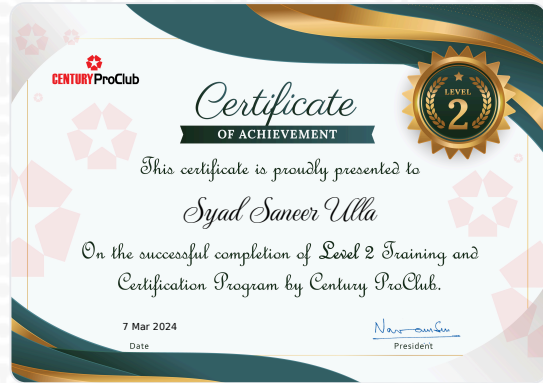 CENTURY ProClub
Certificate
OF ACHIEVEMENT
LEVEL
2
This certificate is proudly presented to
Syad Saneer Ulla
On the successful completion of Level 2 Training and
Certification Program by Century ProClub.
7 Mar 2024
Date
President